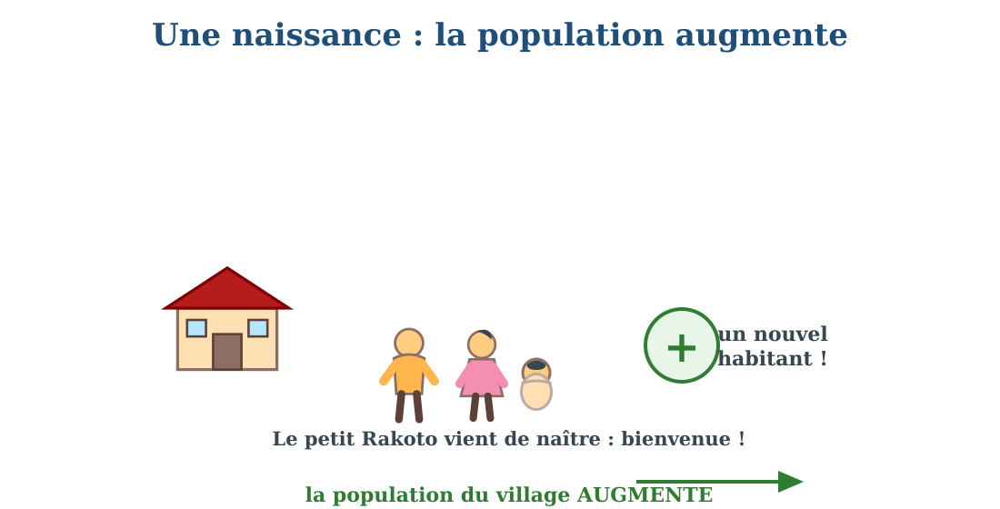 Une naissance : la population augmente
+
un nouvel
habitant !
Le petit Rakoto vient de naître : bienvenue !
la population du village AUGMENTE